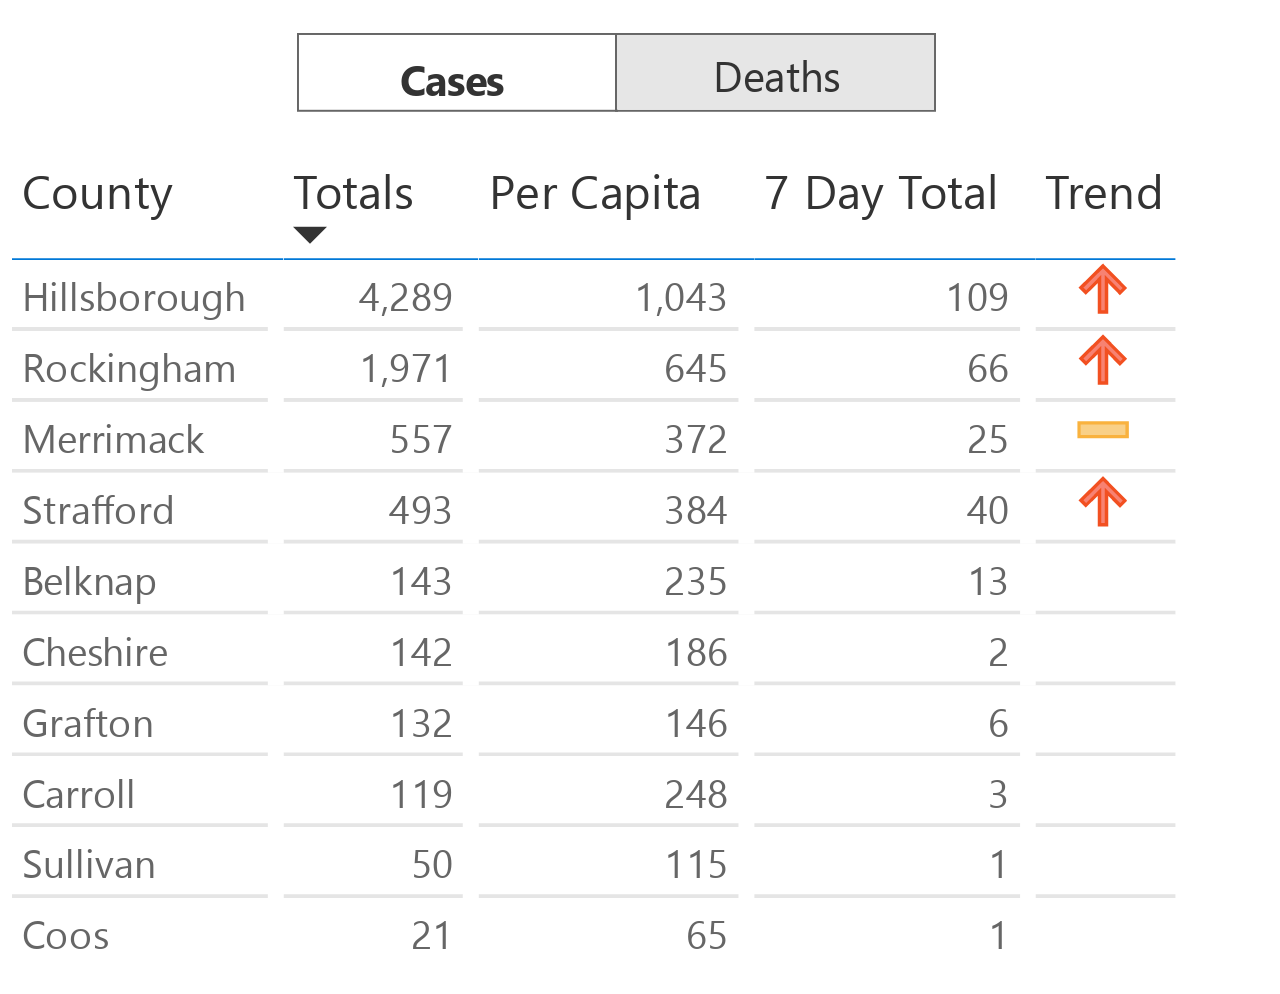 Cases Deaths
County Totals Per Capita 7 Day Total Trend
Hillsborough 4,289 1,043 109
Rockingham 1,971 645 66
Merrimack 557 372 25
Strafford 493 384 40
Belknap 143 235 13
Cheshire 142 186 2
Grafton 132 146 6
Carroll 119 248 3
Sullivan 50 115 1
Coos 21 65 1